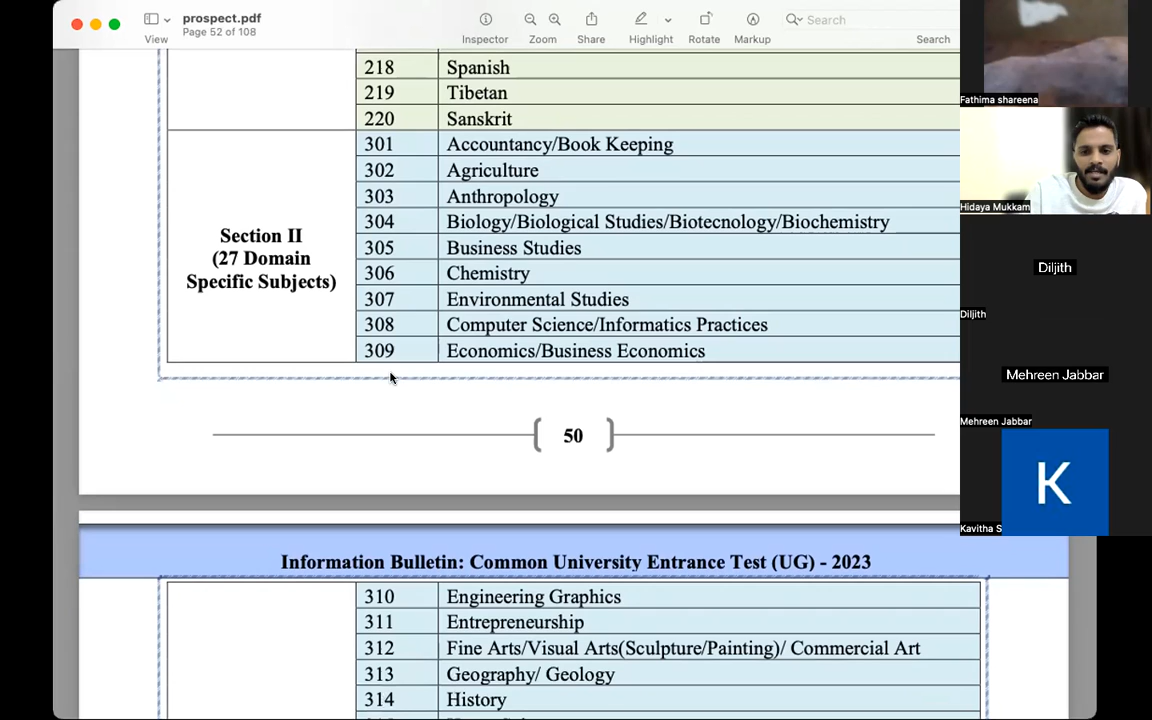 prospect.pdf
Page 52 of 108
View
Inspector
Zoom
Share
Highlight
Rotate
Markup
Search
Search
218 Spanish
219 Tibetan
220 Sanskrit
Section II
(27 Domain
Specific Subjects)
301 Accountancy/Book Keeping
302 Agriculture
303 Anthropology
304 Biology/Biological Studies/Biotecnology/Biochemistry
305 Business Studies
306 Chemistry
307 Environmental Studies
308 Computer Science/Informatics Practices
309 Economics/Business Economics
50
Information Bulletin: Common University Entrance Test (UG) - 2023
310 Engineering Graphics
311 Entrepreneurship
312 Fine Arts/Visual Arts(Sculpture/Painting)/ Commercial Art
313 Geography/ Geology
314 History
Fathima shareena
Hidaya Mukkam
Diljith
Diljith
Mehreen Jabbar
Mehreen Jabbar
K
Kavitha S